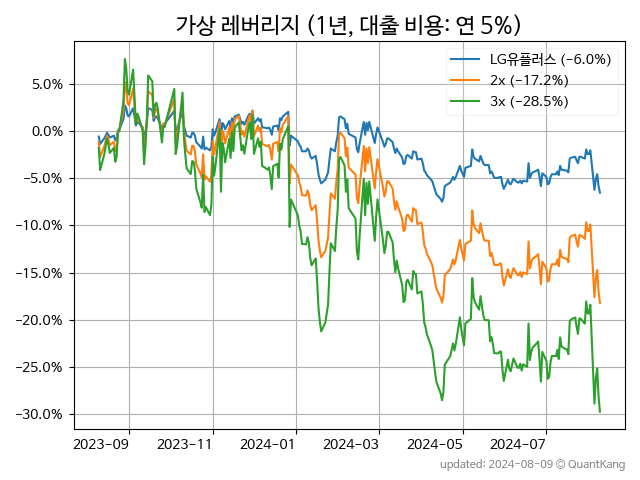 가상 레버리지 (1년, 대출 비용: 연 5%)
LG유플러스 (−6.0%)
2x (−17.2%)
3x (−28.5%)
5.0%
0.0%
−5.0%
−10.0%
−15.0%
−20.0%
−25.0%
−30.0%
2023-09 2023-11 2024-01 2024-03 2024-05 2024-07
updated: 2024-08-09 © QuantKang